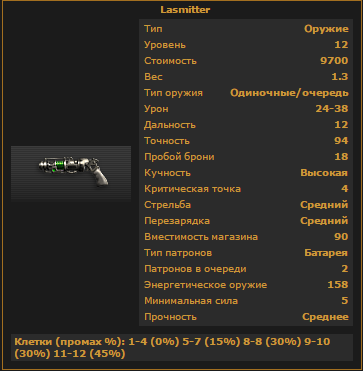 Lasmitter
Тип Оружие
Уровень 12
Стоимость 9700
Вес 1.3
Тип оружия Одиночные/очередь
Урон 24-38
Дальность 12
Точность 94
Пробой брони 18
Кучность Высокая
Критическая точка 4
Стрельба Средний
Перезарядка Средний
Вместимость магазина 90
Тип патронов Батарея
Патронов в очереди 2
Энергетическое оружие 158
Минимальная сила 5
Прочность Среднее
Клетки (промах %): 1-4 (0%) 5-7 (15%) 8-8 (30%) 9-10
(30%) 11-12 (45%)